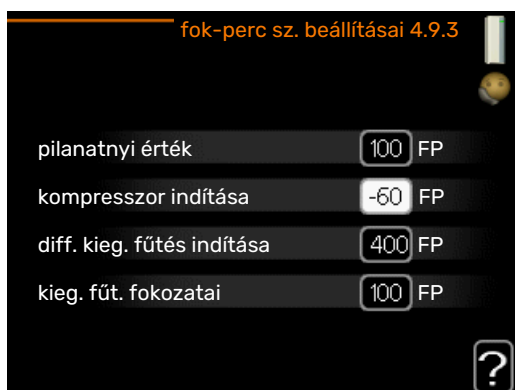 fok-perc sz. beállításai 4.9.3
pilanatnyi érték 100 FP
kompresszor indítása -60 FP
diff. kieg. fűtés indítása 400 FP
kieg. fűt. fokozatai 100 FP
?